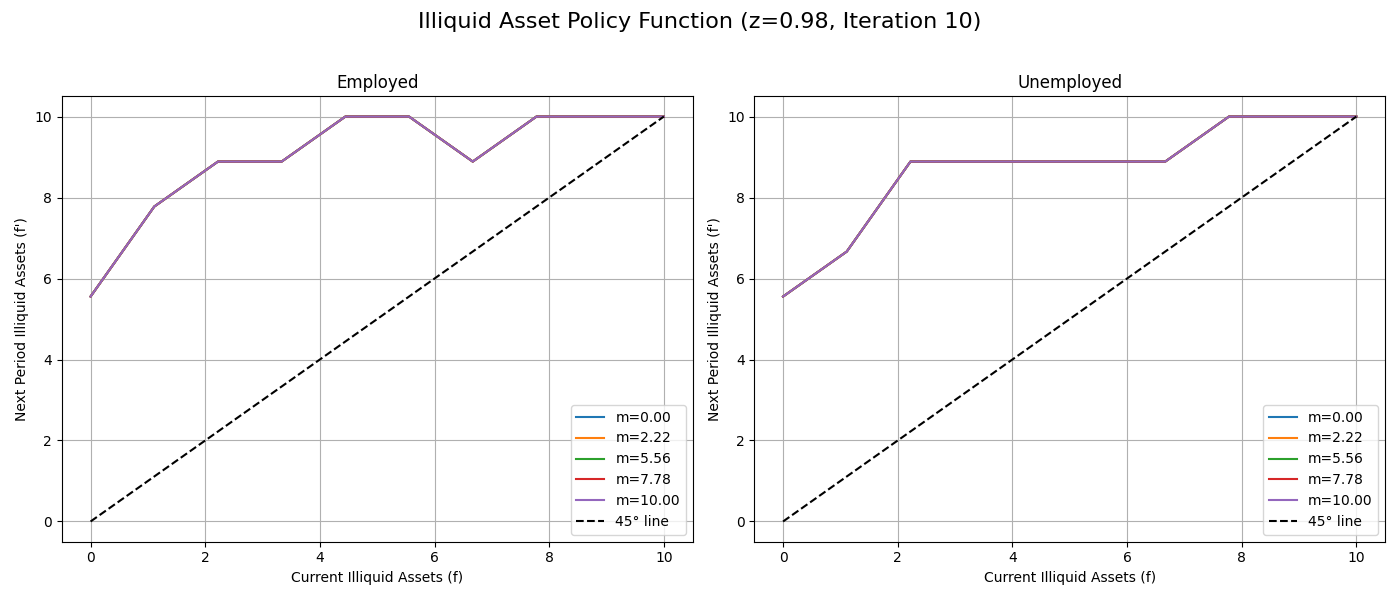 Illiquid Asset Policy Function (z=0.98, Iteration 10)
Employed
Next Period Illiquid Assets (f')
10
8
6
4
2
0
0 2 4 6 8 10
Current Illiquid Assets (f)
m=0.00
m=2.22
m=5.56
m=7.78
m=10.00
45° line
Unemployed
Next Period Illiquid Assets (f')
10
8
6
4
2
0
0 2 4 6 8 10
Current Illiquid Assets (f)
m=0.00
m=2.22
m=5.56
m=7.78
m=10.00
45° line